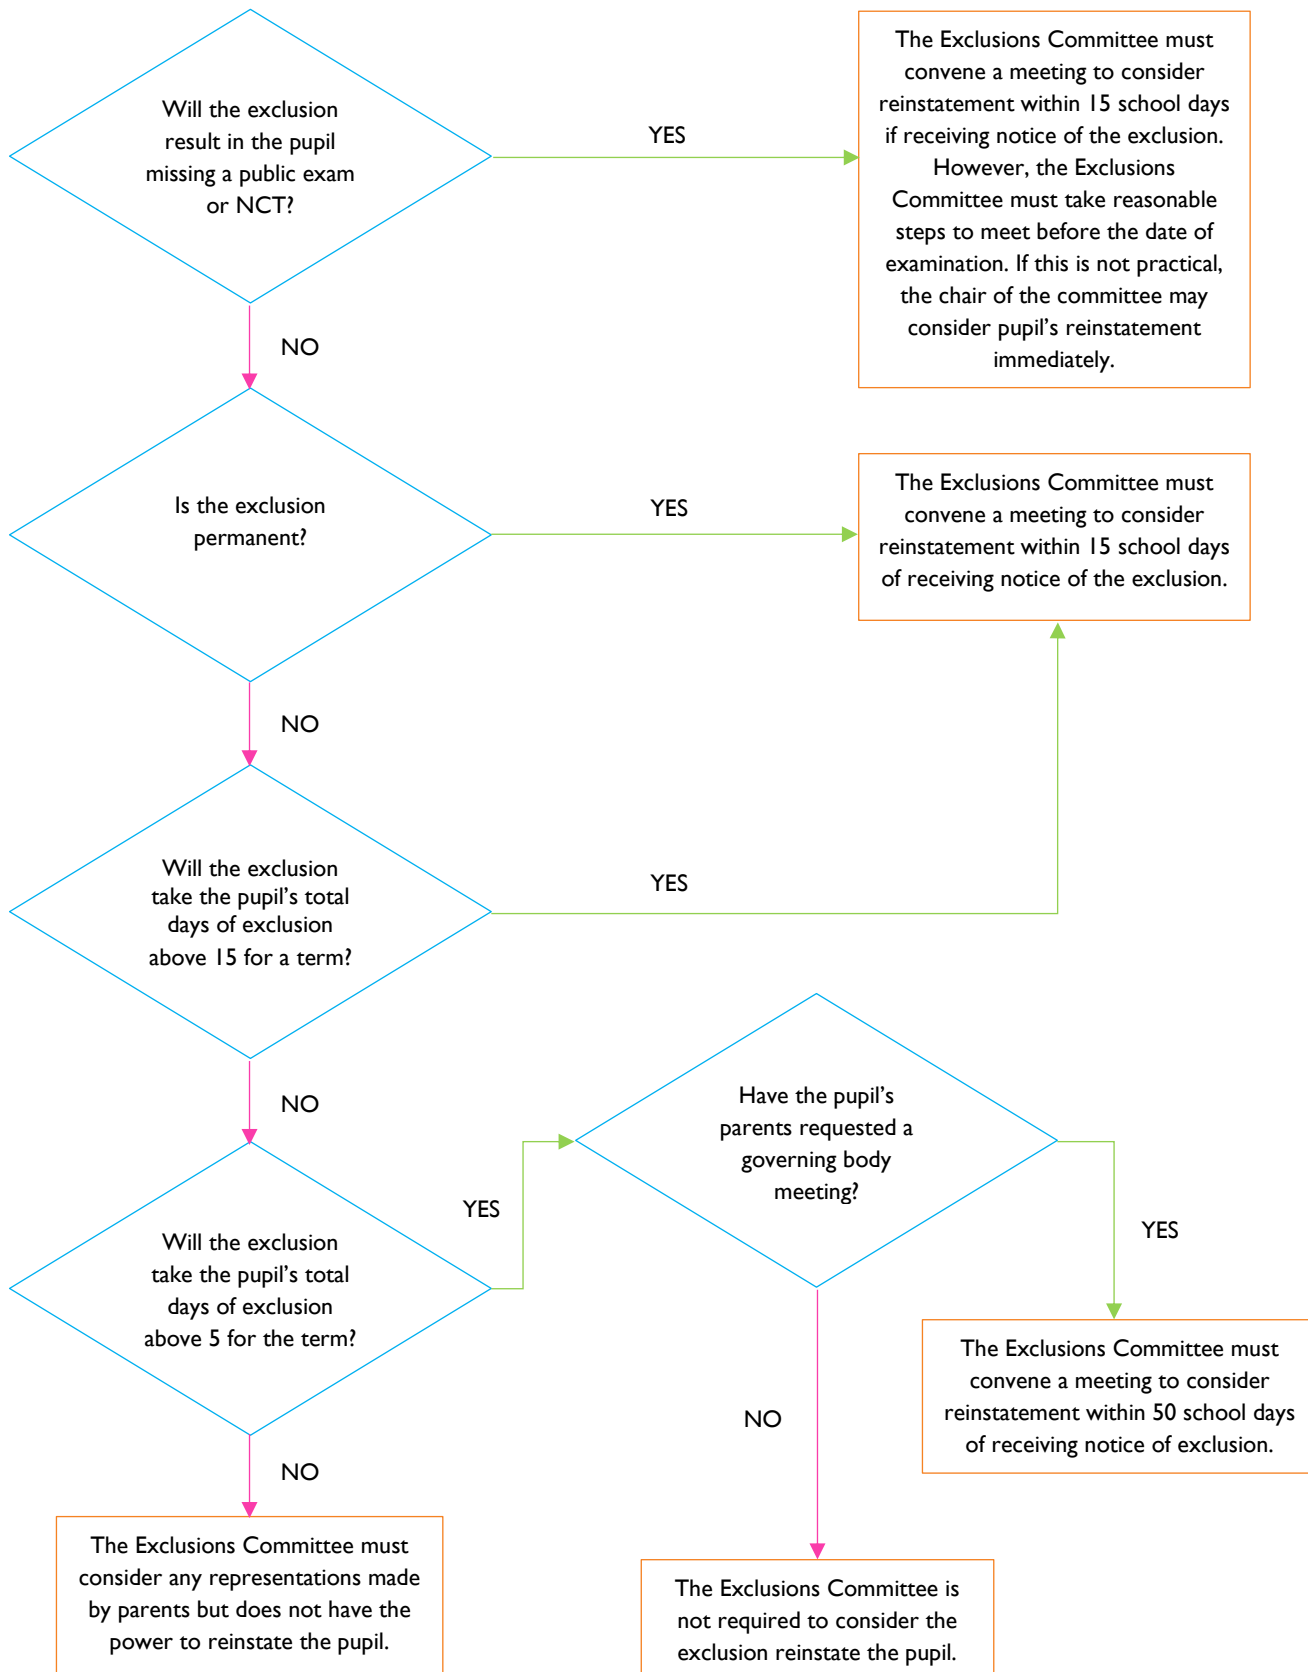 Will the exclusion
result in the pupil
missing a public exam
or NCT?
YES
The Exclusions Committee must
convene a meeting to consider
reinstatement within 15 school days
if receiving notice of the exclusion.
However, the Exclusions
Committee must take reasonable
steps to meet before the date of
examination. If this is not practical,
the chair of the committee may
consider pupil’s reinstatement
immediately.
NO
Is the exclusion
permanent?
YES
The Exclusions Committee must
convene a meeting to consider
reinstatement within 15 school days
of receiving notice of the exclusion.
NO
Will the exclusion
take the pupil’s total
days of exclusion
above 15 for a term?
YES
NO
Will the exclusion
take the pupil’s total
days of exclusion
above 5 for the term?
YES
Have the pupil’s
parents requested a
governing body
meeting?
YES
The Exclusions Committee must
convene a meeting to consider
reinstatement within 50 school days
of receiving notice of exclusion.
NO
The Exclusions Committee is
not required to consider the
exclusion reinstate the pupil.
NO
The Exclusions Committee must
consider any representations made
by parents but does not have the
power to reinstate the pupil.